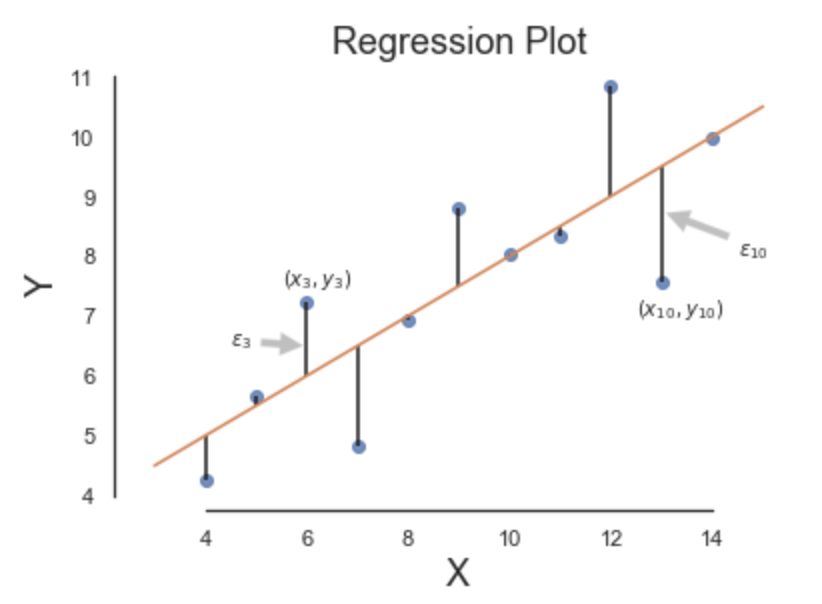 Regression Plot
11
10
9
8
7
6
5
4
Y
(x₃, y₃)
ε₃
ε₁₀
(x₁₀, y₁₀)
4 6 8 10 12 14
X